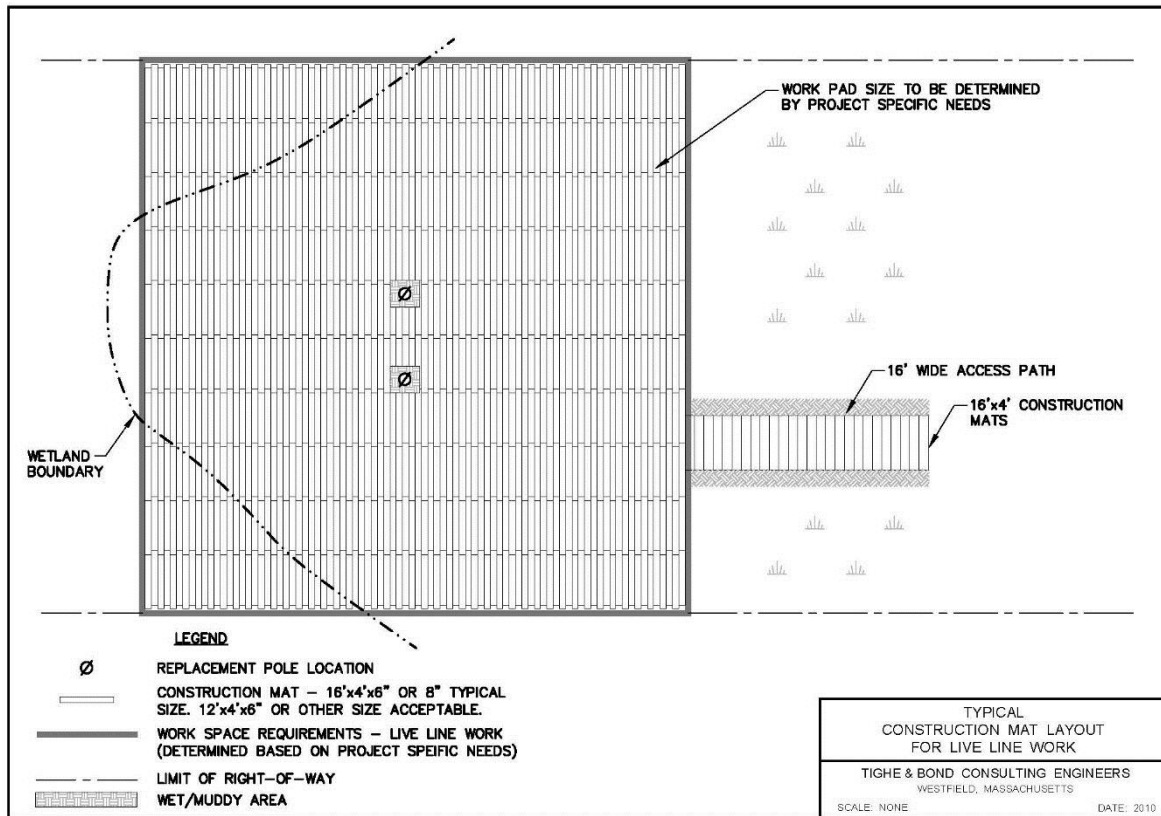 WORK PAD SIZE TO BE DETERMINED
BY PROJECT SPECIFIC NEEDS
16' WIDE ACCESS PATH
16'x4' CONSTRUCTION
MATS
WETLAND
BOUNDARY
LEGEND
REPLACEMENT POLE LOCATION
CONSTRUCTION MAT – 16'x4'x6" OR 8" TYPICAL
SIZE. 12'x4'x6" OR OTHER SIZE ACCEPTABLE.
WORK SPACE REQUIREMENTS – LIVE LINE WORK
(DETERMINED BASED ON PROJECT SPEIFIC NEEDS)
LIMIT OF RIGHT–OF–WAY
WET/MUDDY AREA
TYPICAL
CONSTRUCTION MAT LAYOUT
FOR LIVE LINE WORK
TIGHE & BOND CONSULTING ENGINEERS
WESTFIELD, MASSACHUSETTS
SCALE: NONE DATE: 2010